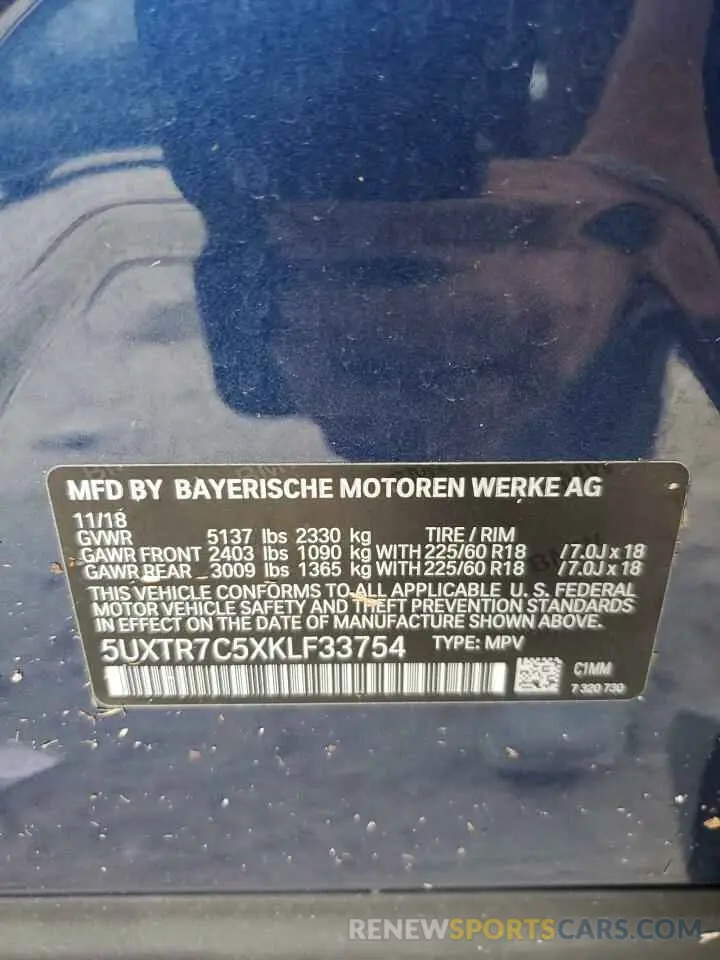 MFD BY BAYERISCHE MOTOREN WERKE AG
11/18
GVWR 5137 lbs 2330 kg TIRE / RIM
GAWR FRONT 2403 lbs 1090 kg WITH 225/60 R18 / 7.0J x 18
GAWR REAR 3009 lbs 1365 kg WITH 225/60 R18 / 7.0J x 18
THIS VEHICLE CONFORMS TO ALL APPLICABLE U. S. FEDERAL
MOTOR VEHICLE SAFETY AND THEFT PREVENTION STANDARDS
IN EFFECT ON THE DATE OF MANUFACTURE SHOWN ABOVE.
5UXTR7C5XKLF33754 TYPE: MPV
C1MM
7 320 730
RENEWSPORTSCARS.COM